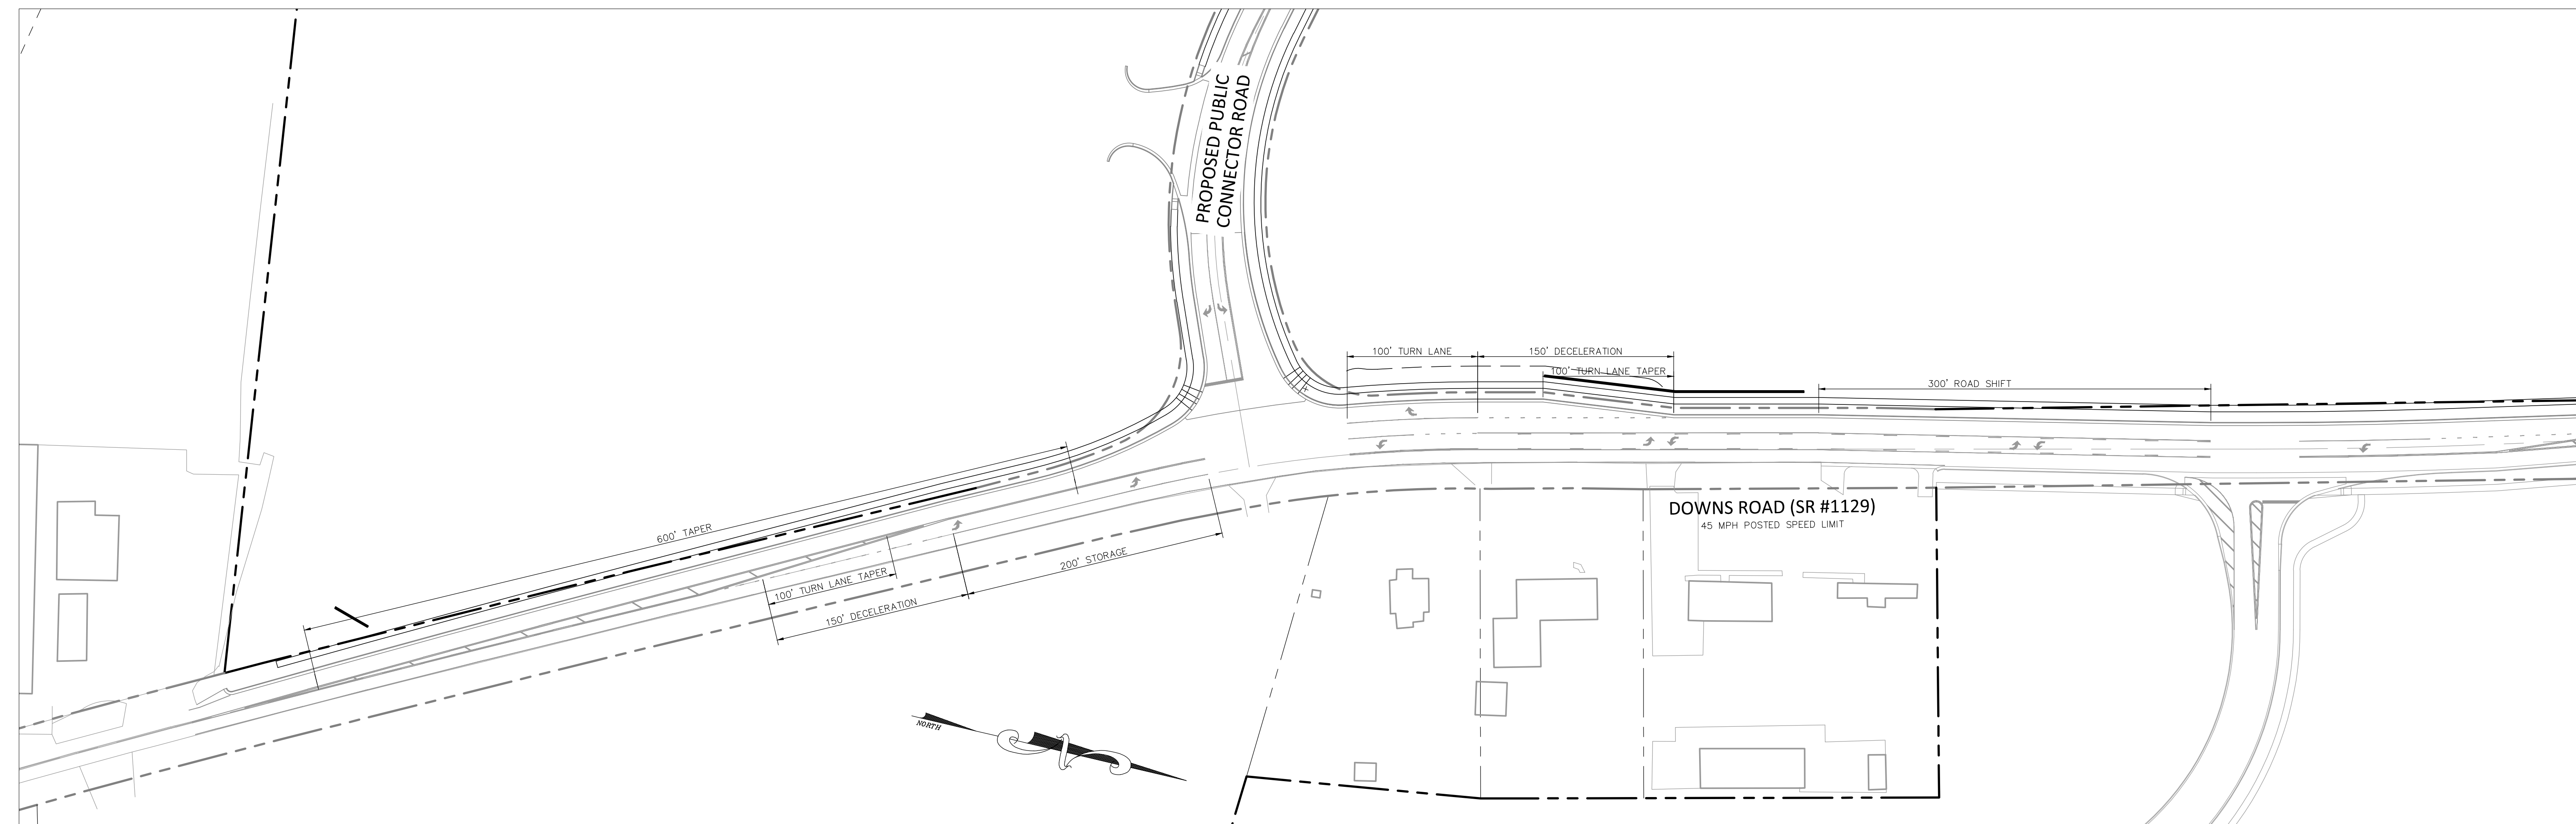 PROPOSED PUBLIC
CONNECTOR ROAD
100' TURN LANE
150' DECELERATION
100' TURN LANE TAPER
300' ROAD SHIFT
600' TAPER
DOWNS ROAD (SR #1129)
45 MPH POSTED SPEED LIMIT
200' STORAGE
100' TURN LANE TAPER
150' DECELERATION
NORTH